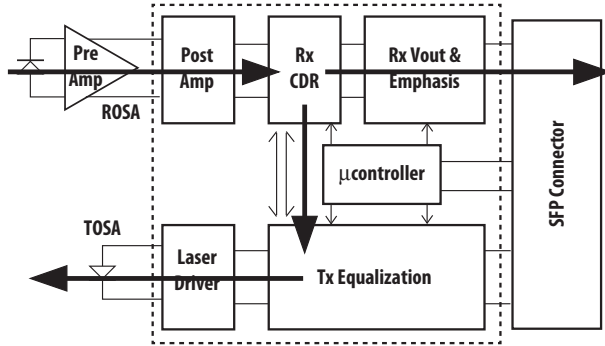 Pre
Amp
ROSA
Post
Amp
Rx
CDR
Rx Vout &
Emphasis
μcontroller
SFP Connector
TOSA
Laser
Driver
Tx Equalization